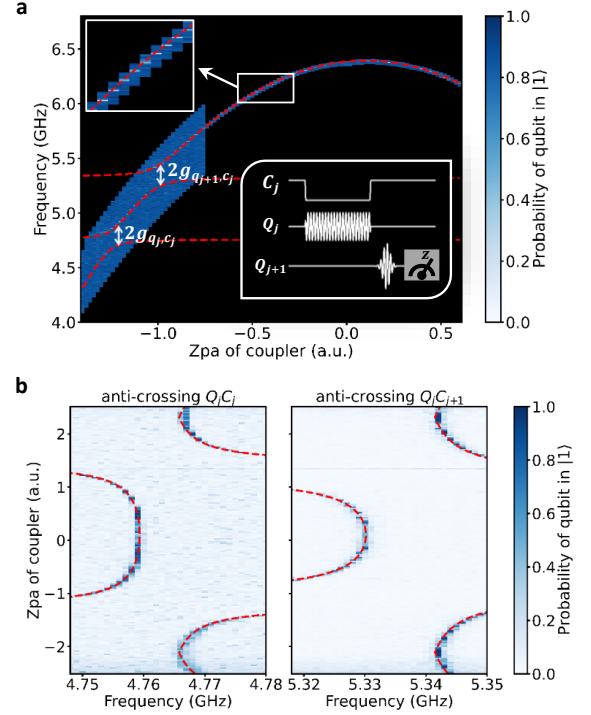 a
6.5
6.0
5.5
5.0
4.5
4.0
Frequency (GHz)
2g_{q_{j+1},c_j}
2g_{q_j,c_j}
C_j
Q_j
Q_{j+1}
z
−1.0 −0.5 0.0 0.5
Zpa of coupler (a.u.)
1.0
0.8
0.6
0.4
0.2
0.0
Probability of qubit in |1⟩
b
anti-crossing Q_jC_j
anti-crossing Q_jC_{j+1}
2
1
0
−1
−2
Zpa of coupler (a.u.)
4.75 4.76 4.77 4.78
Frequency (GHz)
5.32 5.33 5.34 5.35
Frequency (GHz)
1.0
0.8
0.6
0.4
0.2
0.0
Probability of qubit in |1⟩